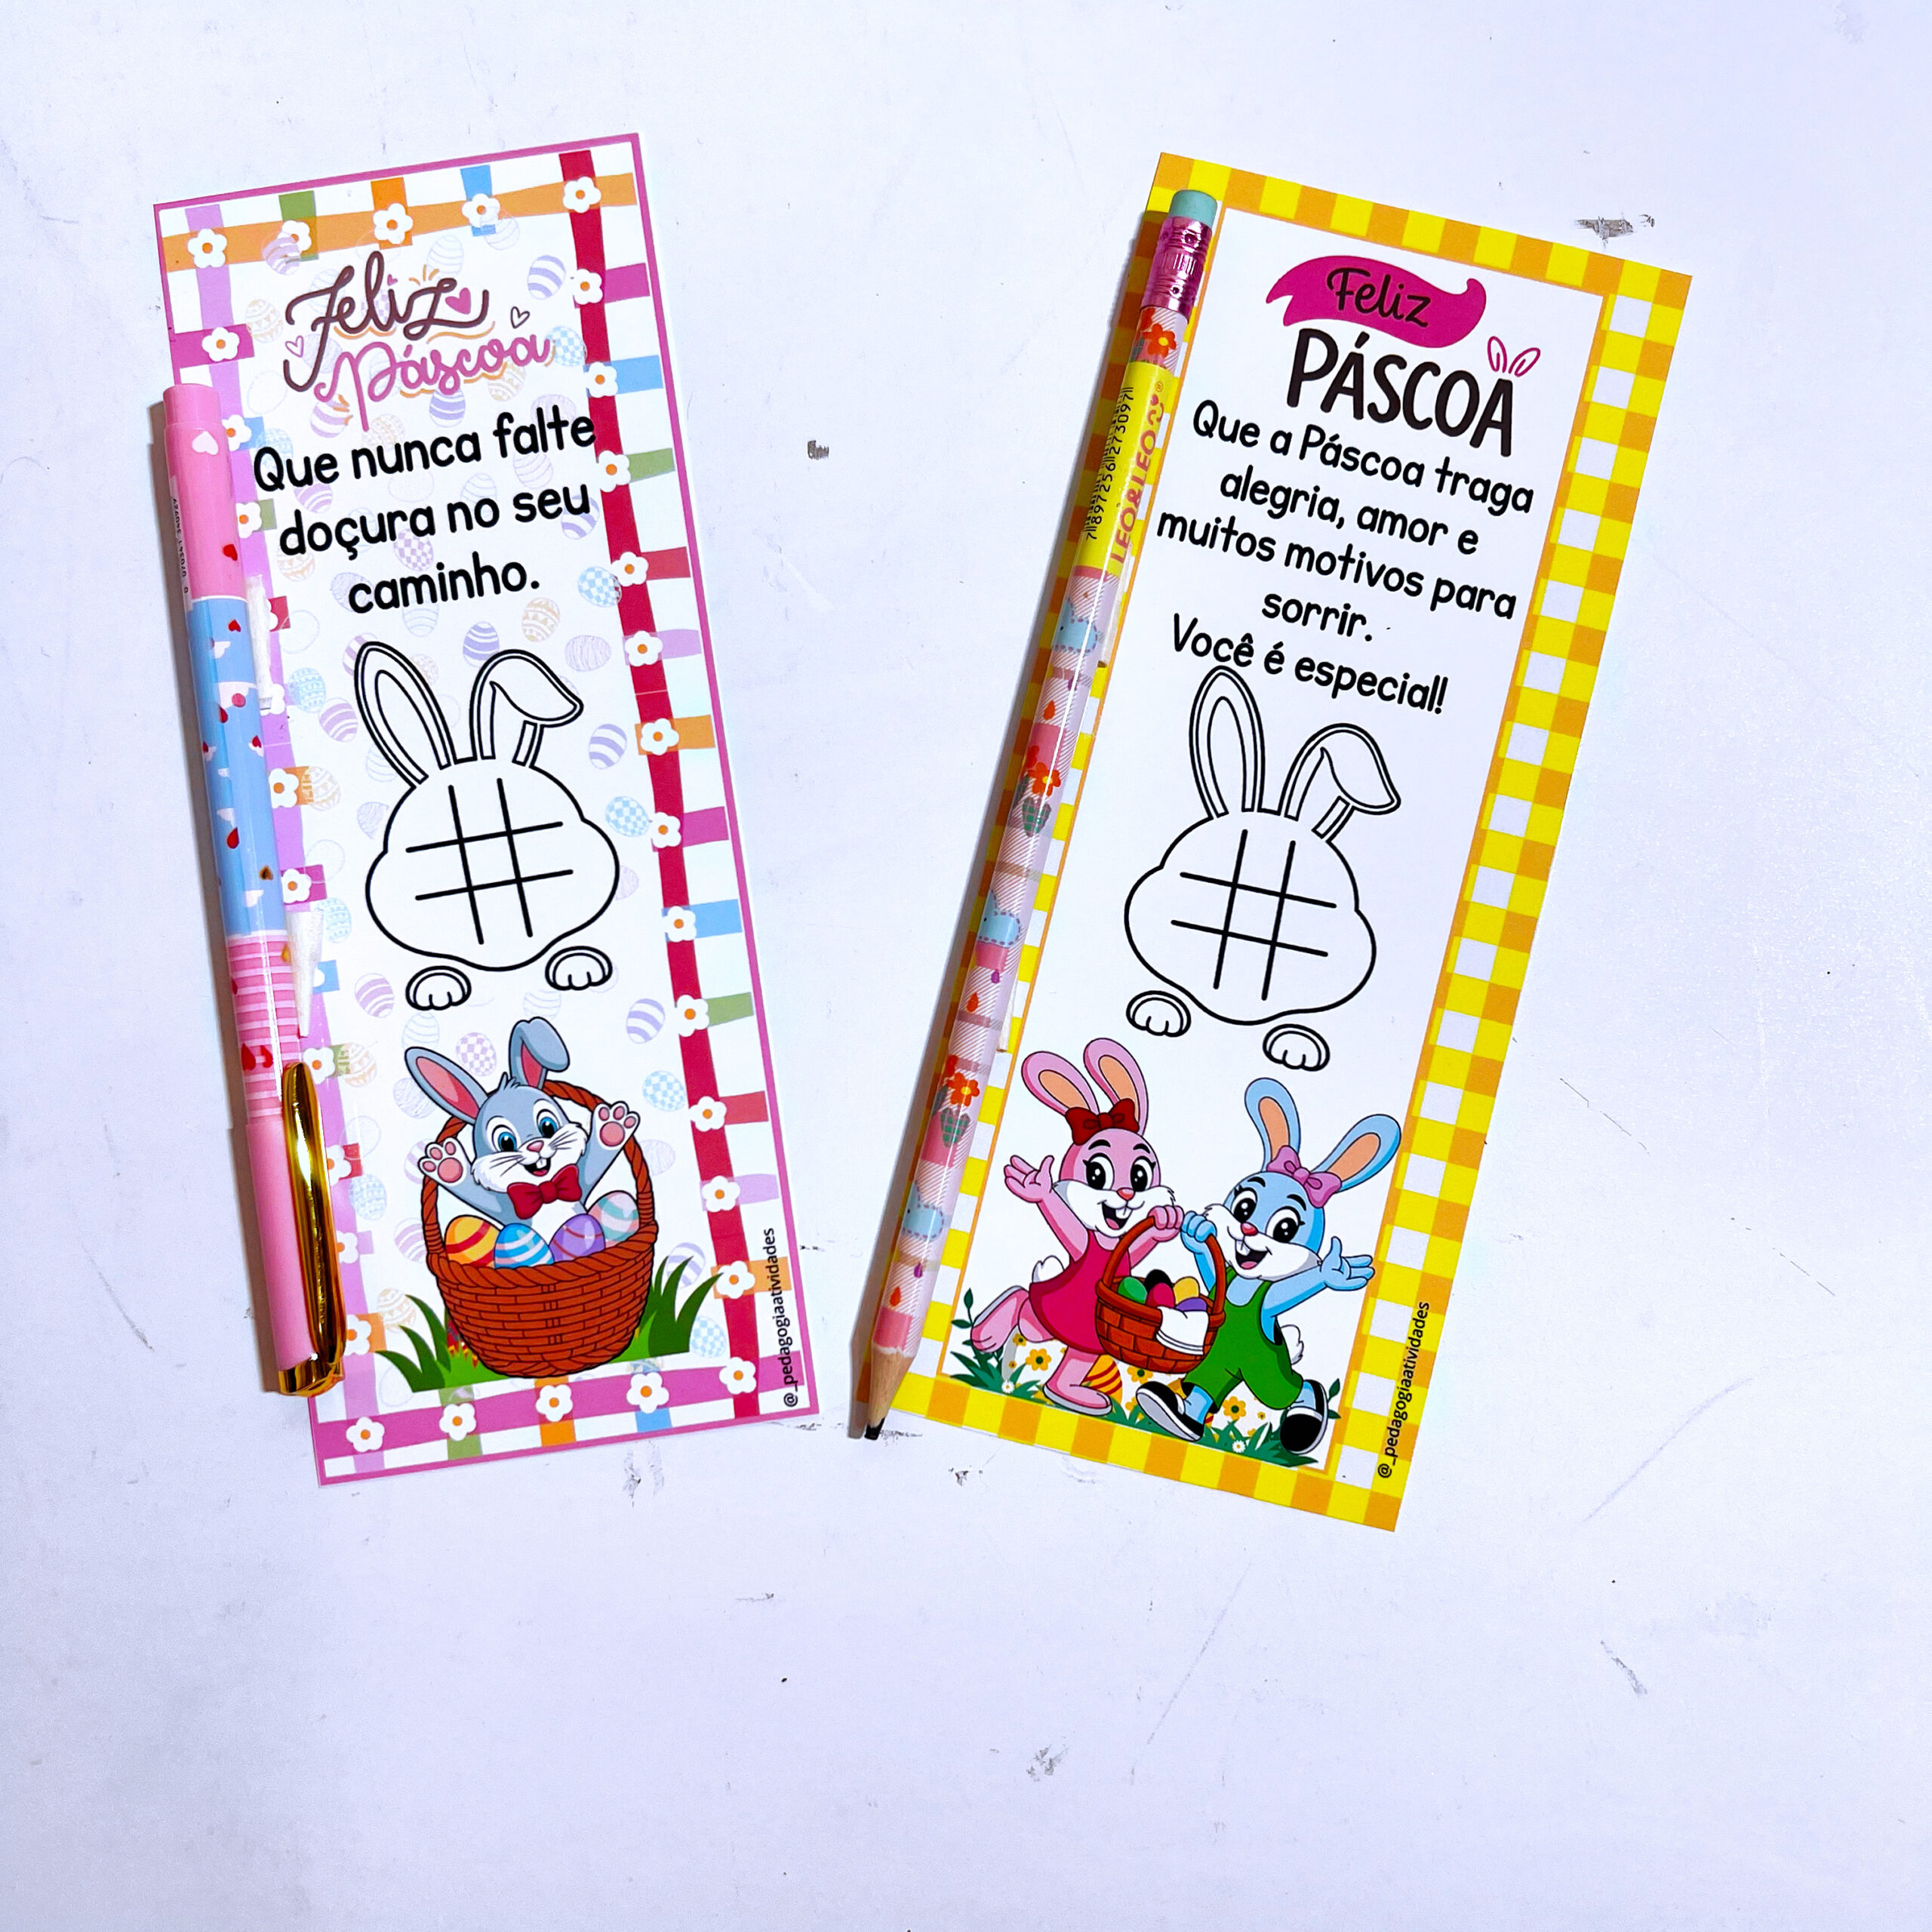 Feliz
Páscoa
Que nunca falte
doçura no seu
caminho.
@_pedagogiaatividades
Feliz
PÁSCOA
Que a Páscoa traga
alegria, amor e
muitos motivos para
sorrir.
Você é especial!
@_pedagogiaatividades
LEO&LEO
7897256273097